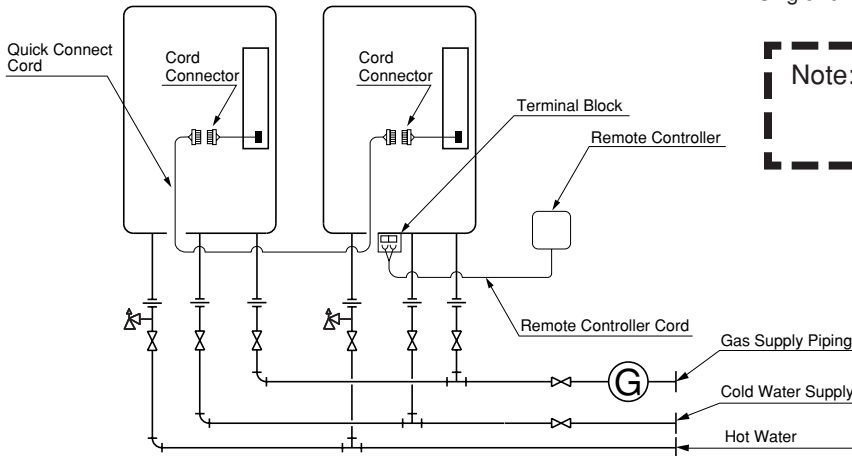 Quick Connect
Cord
Cord
Connector
Cord
Connector
Terminal Block
Remote Controller
Note:
Remote Controller Cord
G
Gas Supply Piping
Cold Water Supply
Hot Water